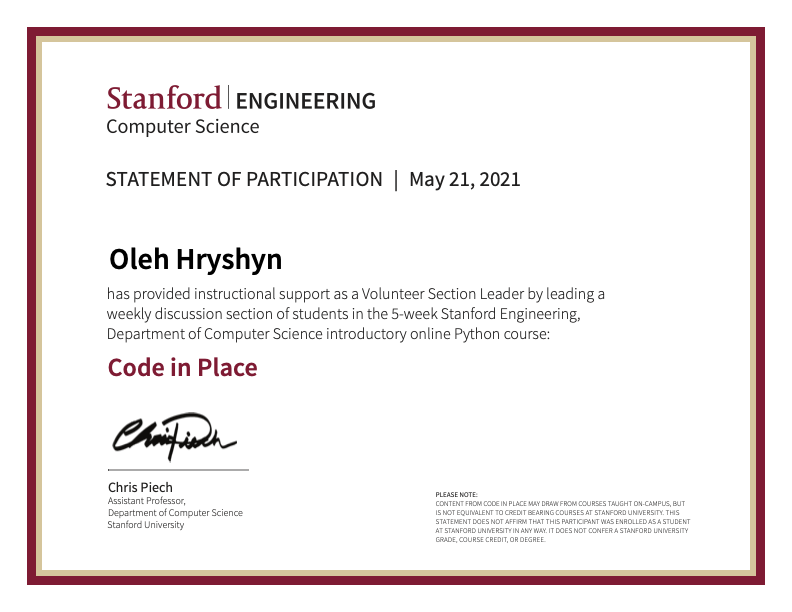 Stanford | ENGINEERING
Computer Science
STATEMENT OF PARTICIPATION | May 21, 2021
Oleh Hryshyn
has provided instructional support as a Volunteer Section Leader by leading a
weekly discussion section of students in the 5-week Stanford Engineering,
Department of Computer Science introductory online Python course:
Code in Place
Chris Piech
Chris Piech
Assistant Professor,
Department of Computer Science
Stanford University
PLEASE NOTE:
CONTENT FROM CODE IN PLACE MAY DRAW FROM COURSES TAUGHT ON-CAMPUS, BUT
IS NOT EQUIVALENT TO CREDIT BEARING COURSES AT STANFORD UNIVERSITY. THIS
STATEMENT DOES NOT AFFIRM THAT THIS PARTICIPANT WAS ENROLLED AS A STUDENT
AT STANFORD UNIVERSITY IN ANY WAY. IT DOES NOT CONFER A STANFORD UNIVERSITY
GRADE, COURSE CREDIT, OR DEGREE.